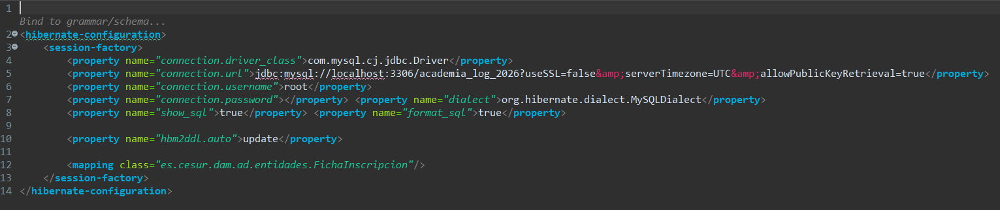 1
Bind to grammar/schema...
2 <hibernate-configuration>
3 <session-factory>
4 <property name="connection.driver_class">com.mysql.cj.jdbc.Driver</property>
5 <property name="connection.url">jdbc:mysql://localhost:3306/academia_log_2026?useSSL=false&amp;serverTimezone=UTC&amp;allowPublicKeyRetrieval=true</property>
6 <property name="connection.username">root</property>
7 <property name="connection.password"></property> <property name="dialect">org.hibernate.dialect.MySQLDialect</property>
8 <property name="show_sql">true</property> <property name="format_sql">true</property>
9
10 <property name="hbm2ddl.auto">update</property>
11
12 <mapping class="es.cesur.dam.ad.entidades.FichaInscripcion"/>
13 </session-factory>
14 </hibernate-configuration>